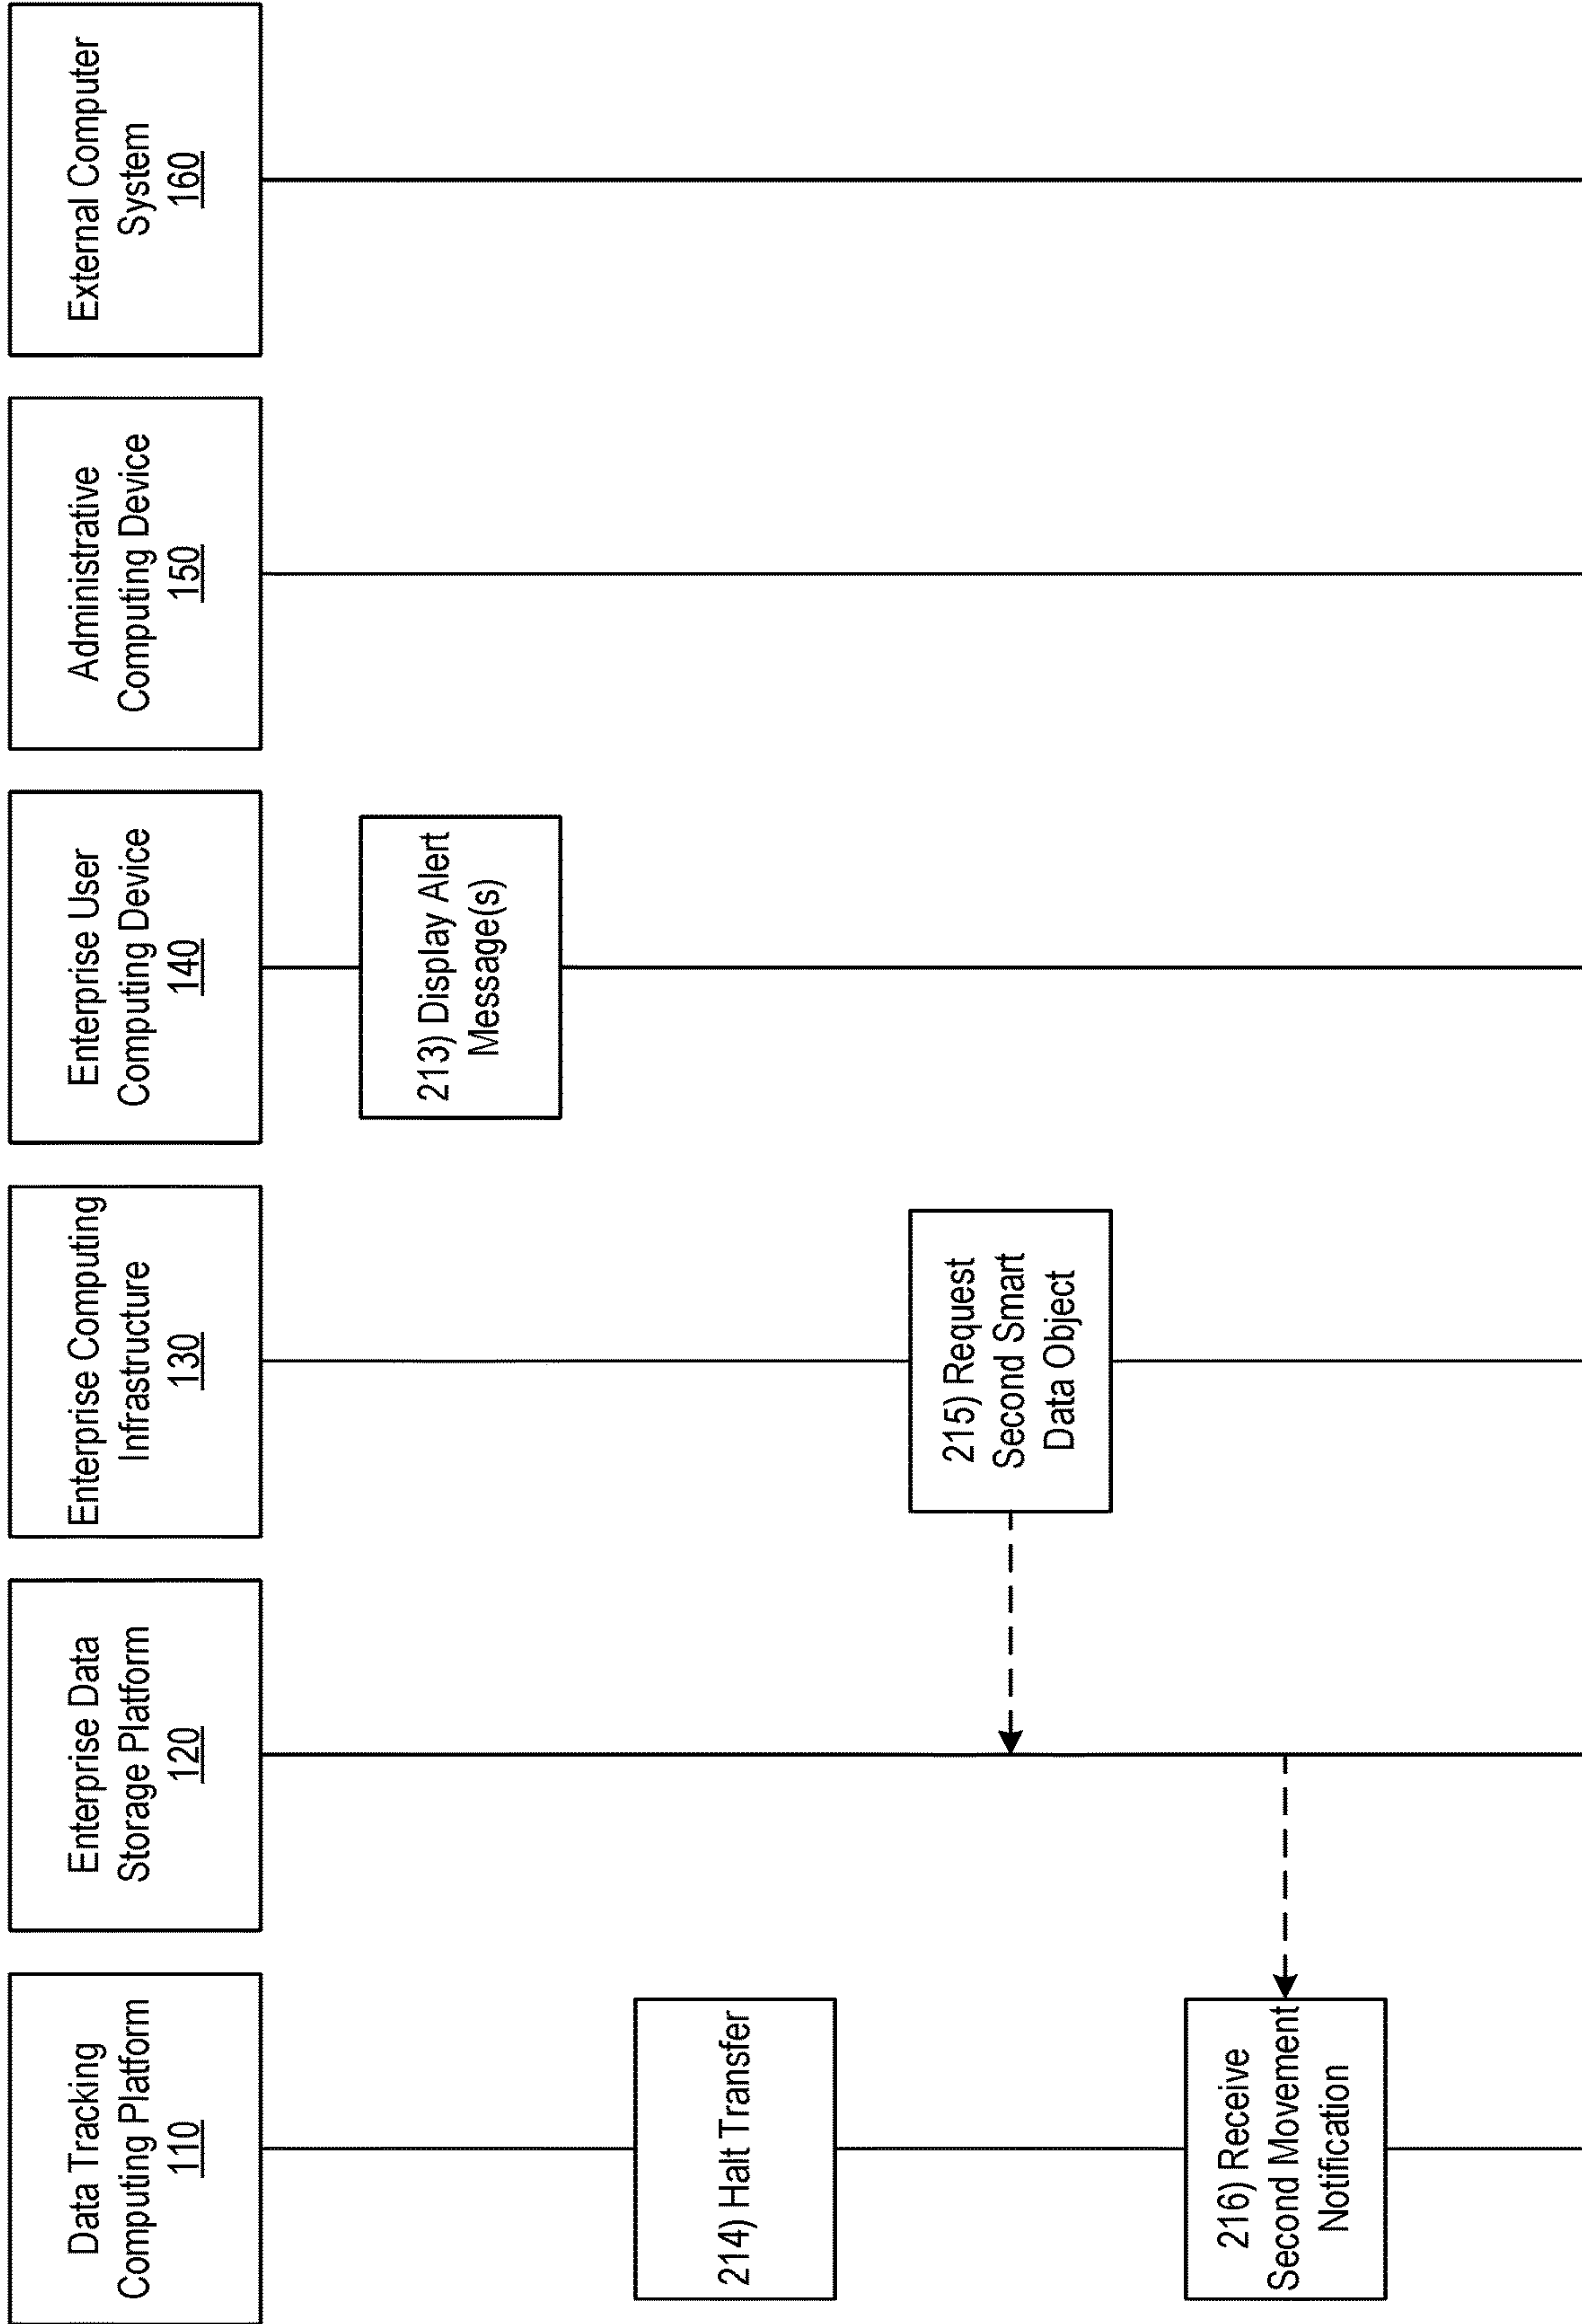 Data Tracking
Computing Platform
110
Enterprise Data
Storage Platform
120
Enterprise Computing
Infrastructure
130
Enterprise User
Computing Device
140
Administrative
Computing Device
150
External Computer
System
160
213) Display Alert
Message(s)
214) Halt Transfer
215) Request
Second Smart
Data Object
216) Receive
Second Movement
Notification